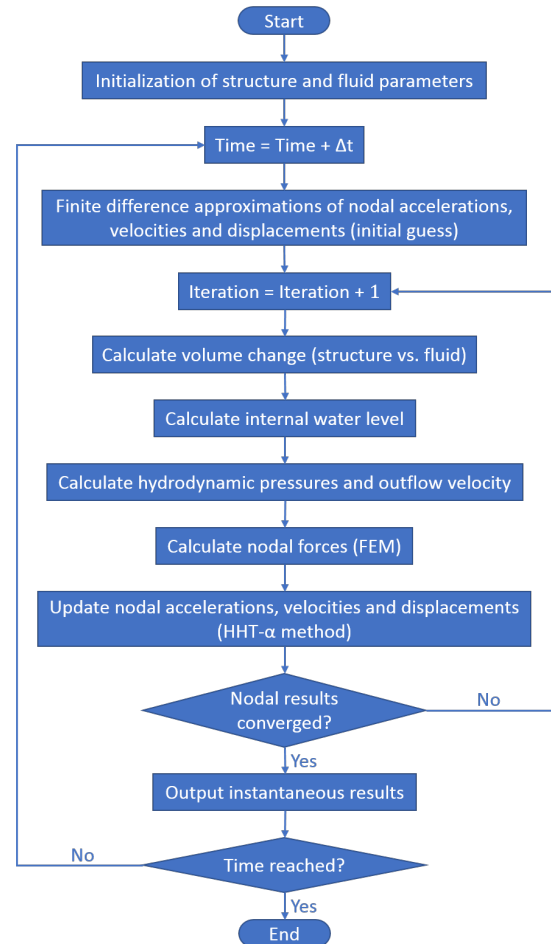 Start
Initialization of structure and fluid parameters
Time = Time + Δt
Finite difference approximations of nodal accelerations,
velocities and displacements (initial guess)
Iteration = Iteration + 1
Calculate volume change (structure vs. fluid)
Calculate internal water level
Calculate hydrodynamic pressures and outflow velocity
Calculate nodal forces (FEM)
Update nodal accelerations, velocities and displacements
(HHT-α method)
Nodal results
converged?
No
Yes
Output instantaneous results
No
Time reached?
Yes
End